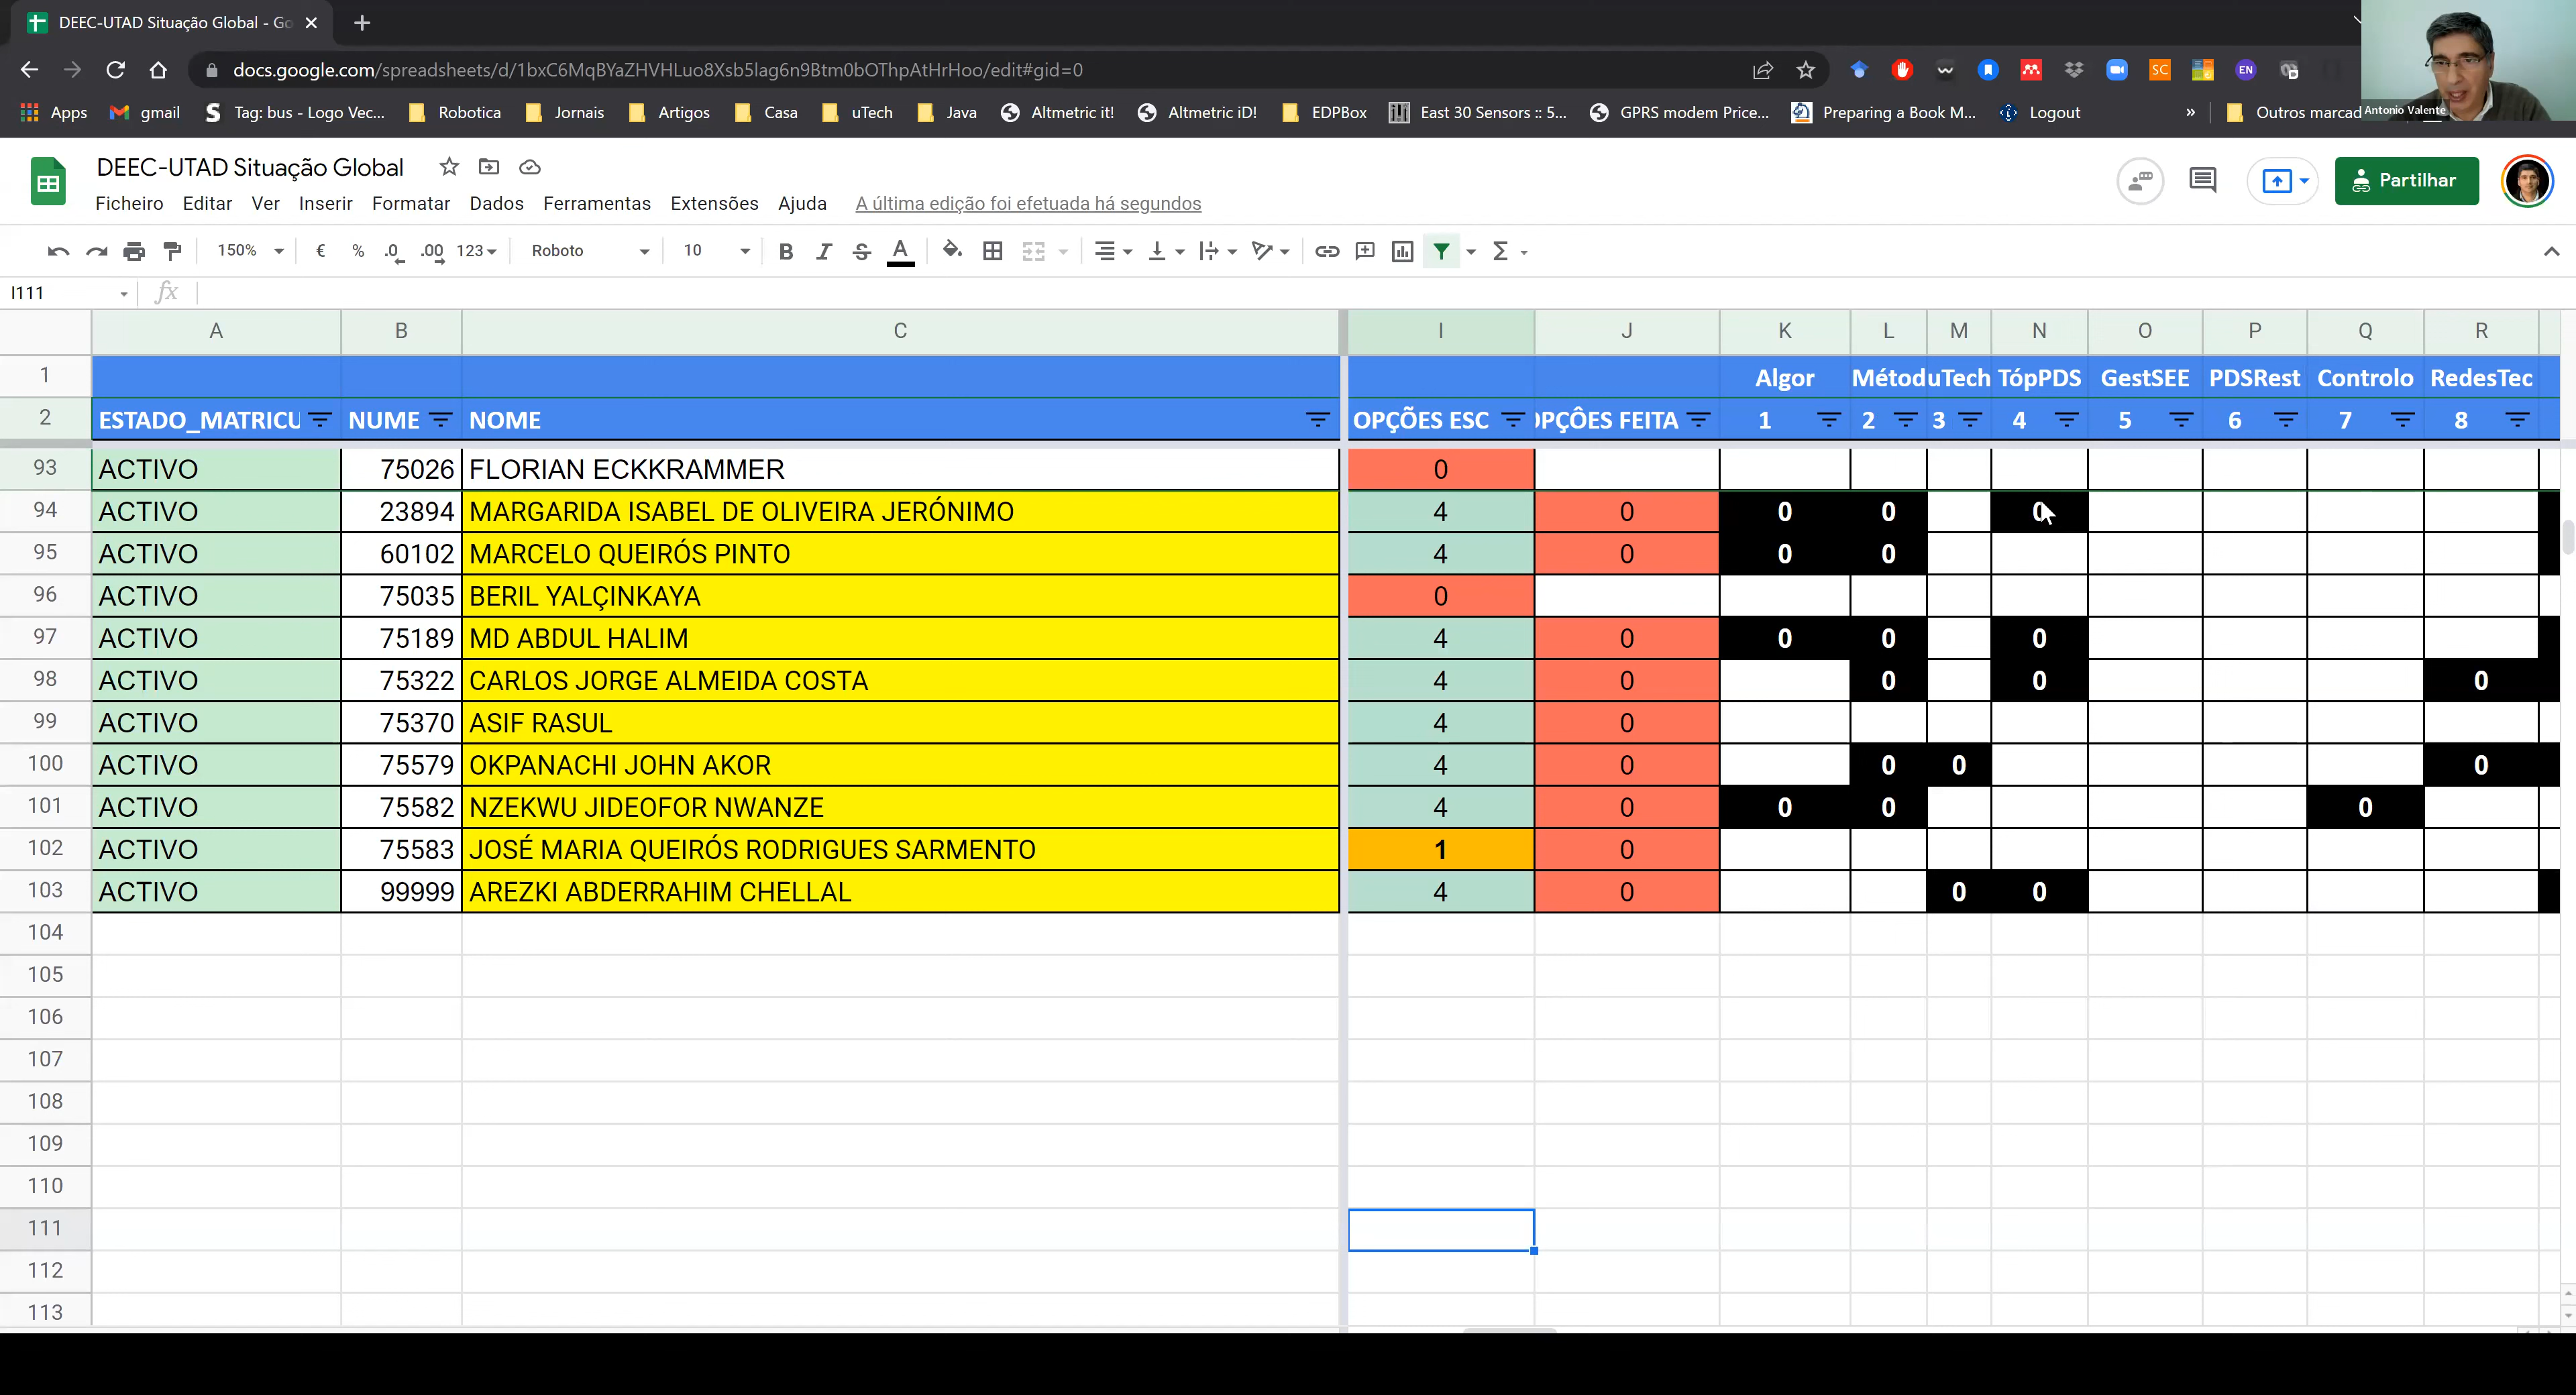 DEEC-UTAD Situação Global - Go
docs.google.com/spreadsheets/d/1bxC6MqBYaZHVHLuo8Xsb5lag6n9Btm0bOThpAtHrHoo/edit#gid=0
SC EN
Apps gmail Tag: bus - Logo Vec... Robotica Jornais Artigos Casa uTech Java Altmetric it! Altmetric iD! EDPBox East 30 Sensors :: 5... GPRS modem Price... Preparing a Book M... Logout » Outros marcad
Antonio Valente
DEEC-UTAD Situação Global
Partilhar
Ficheiro Editar Ver Inserir Formatar Dados Ferramentas Extensões Ajuda A última edição foi efetuada há segundos
150% € % .0 .00 123 Roboto 10 B I S A Σ
I111 fx
A B C I J K L M N O P Q R
1 Algor Métod uTech TópPDS GestSEE PDSRest Controlo RedesTec
2 ESTADO_MATRICU NUME NOME OPÇÕES ESC OPÇÔES FEITA 1 2 3 4 5 6 7 8
93 ACTIVO 75026 FLORIAN ECKKRAMMER 0
94 ACTIVO 23894 MARGARIDA ISABEL DE OLIVEIRA JERÓNIMO 4 0 0 0 0
95 ACTIVO 60102 MARCELO QUEIRÓS PINTO 4 0 0 0
96 ACTIVO 75035 BERIL YALÇINKAYA 0
97 ACTIVO 75189 MD ABDUL HALIM 4 0 0 0 0
98 ACTIVO 75322 CARLOS JORGE ALMEIDA COSTA 4 0 0 0 0
99 ACTIVO 75370 ASIF RASUL 4 0
100 ACTIVO 75579 OKPANACHI JOHN AKOR 4 0 0 0 0
101 ACTIVO 75582 NZEKWU JIDEOFOR NWANZE 4 0 0 0 0
102 ACTIVO 75583 JOSÉ MARIA QUEIRÓS RODRIGUES SARMENTO 1 0
103 ACTIVO 99999 AREZKI ABDERRAHIM CHELLAL 4 0 0 0
104
105
106
107
108
109
110
111
112
113